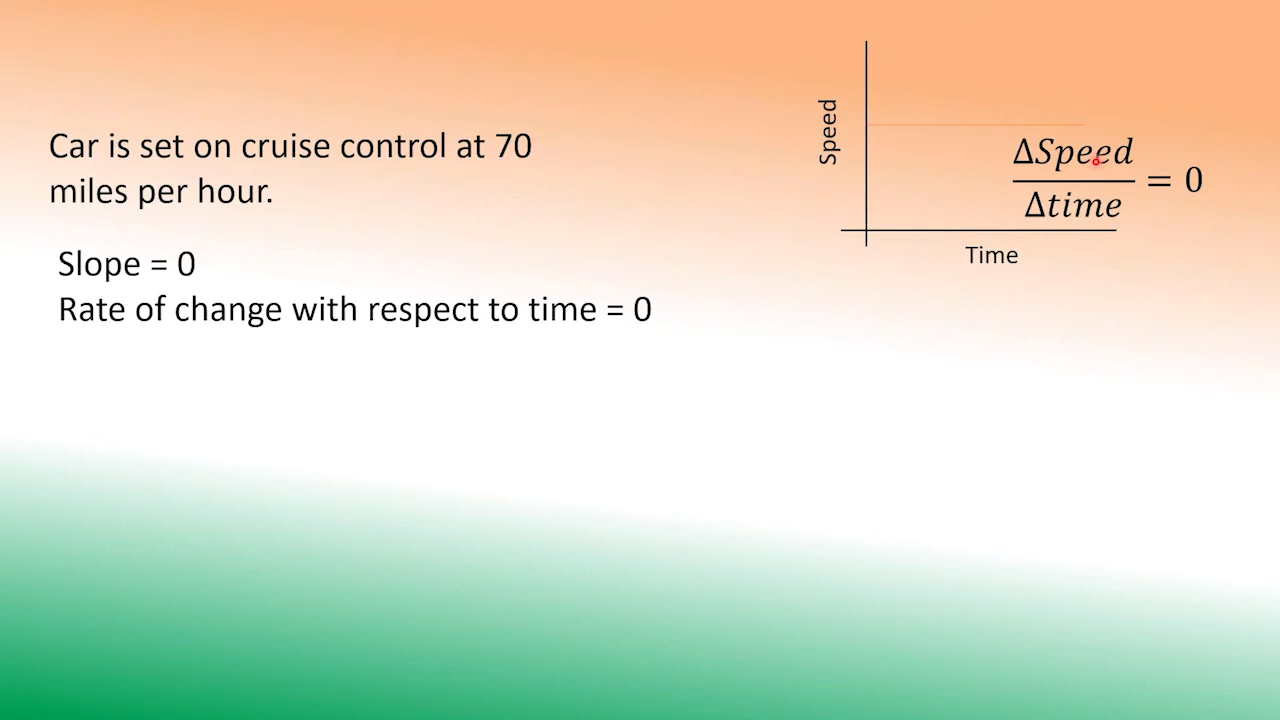 Car is set on cruise control at 70
miles per hour.
Slope = 0
Rate of change with respect to time = 0
Speed
ΔSpeed
Δtime
= 0
Time